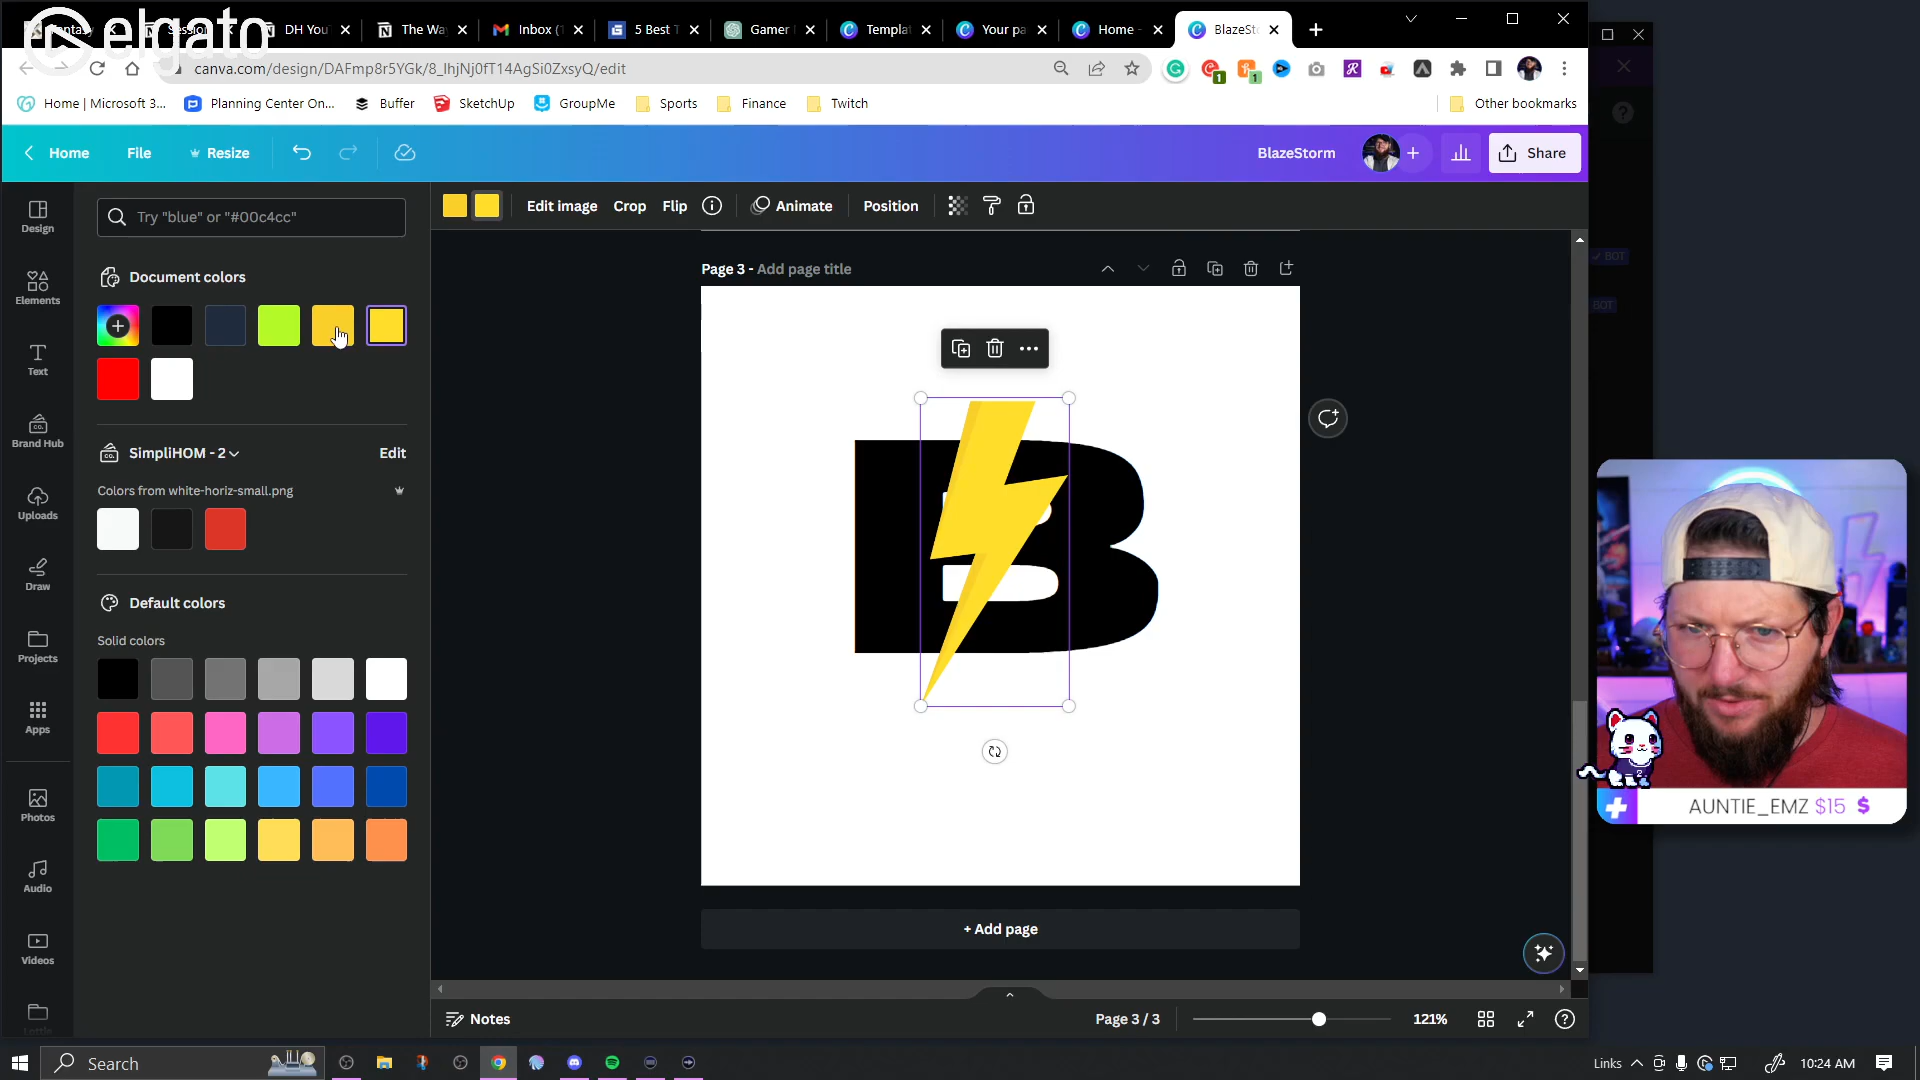 elgato
Sessi
DH You
The Wa
Inbox (
5 Best T
Gamer
Templat
Your pa
Home -
BlazeSt
canva.com/design/DAFmp8r5YGk/8_IhjNj0fT14AgSi0ZxsyQ/edit
1
1
Home | Microsoft 3...
Planning Center On...
Buffer
SketchUp
GroupMe
Sports
Finance
Twitch
Other bookmarks
Home
File
Resize
BlazeStorm
Share
Design
Elements
Text
Brand Hub
Uploads
Draw
Projects
Apps
Photos
Audio
Videos
Try "blue" or "#00c4cc"
Document colors
SimpliHOM - 2
Edit
Colors from white-horiz-small.png
Default colors
Solid colors
Edit image
Crop
Flip
Animate
Position
Page 3 - Add page title
B
+ Add page
Notes
Page 3 / 3
121%
BOT
BOT
AUNTIE_EMZ $15 $
Search
Links
10:24 AM